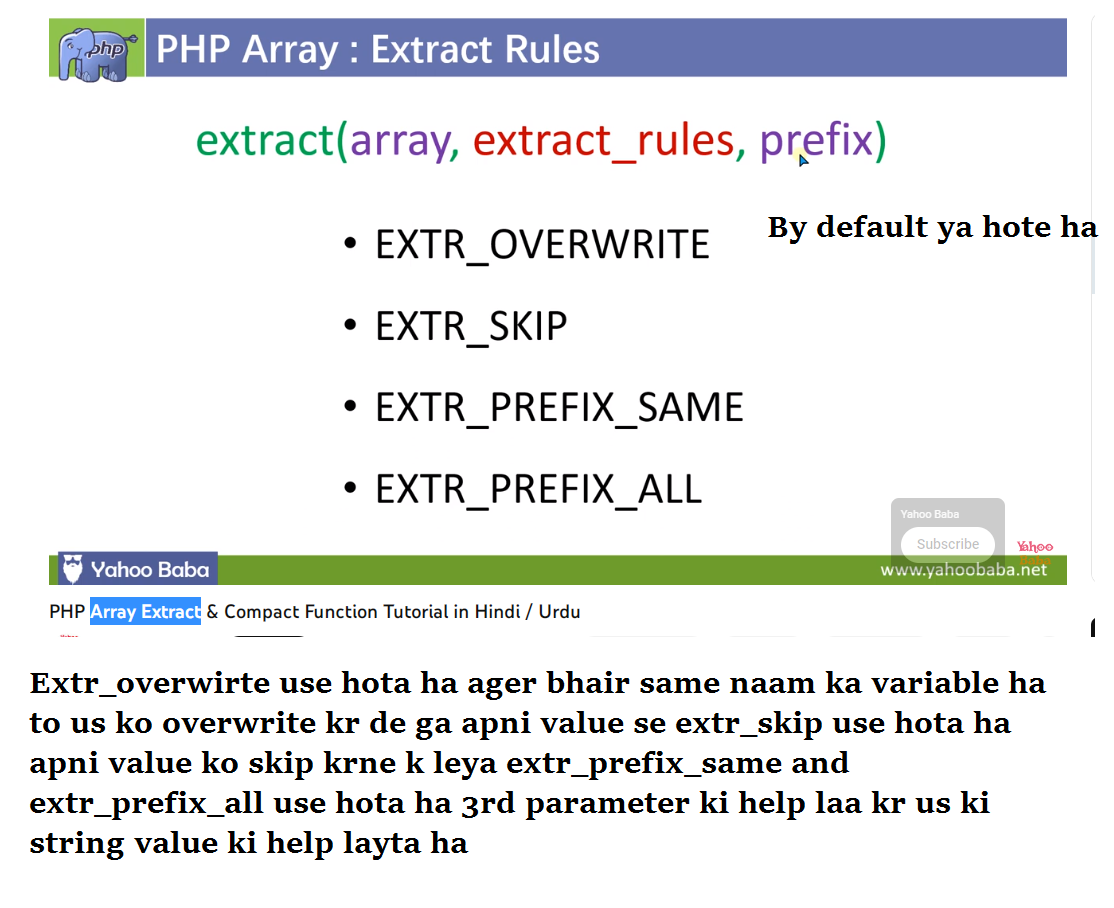 php
PHP Array : Extract Rules
extract(array, extract_rules, prefix)
By default ya hote ha
• EXTR_OVERWRITE
• EXTR_SKIP
• EXTR_PREFIX_SAME
• EXTR_PREFIX_ALL
Yahoo Baba
Subscribe
Yahoo
Baba
Yahoo Baba
www.yahoobaba.net
PHP Array Extract & Compact Function Tutorial in Hindi / Urdu
Extr_overwirte use hota ha ager bhair same naam ka variable ha
to us ko overwrite kr de ga apni value se extr_skip use hota ha
apni value ko skip krne k leya extr_prefix_same and
extr_prefix_all use hota ha 3rd parameter ki help laa kr us ki
string value ki help layta ha